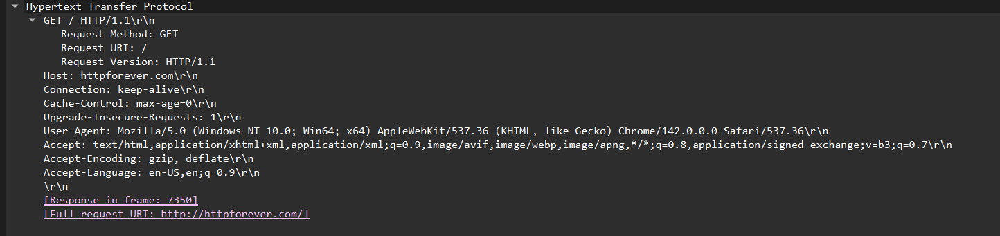 Hypertext Transfer Protocol
GET / HTTP/1.1\r\n
Request Method: GET
Request URI: /
Request Version: HTTP/1.1
Host: httpforever.com\r\n
Connection: keep-alive\r\n
Cache-Control: max-age=0\r\n
Upgrade-Insecure-Requests: 1\r\n
User-Agent: Mozilla/5.0 (Windows NT 10.0; Win64; x64) AppleWebKit/537.36 (KHTML, like Gecko) Chrome/142.0.0.0 Safari/537.36\r\n
Accept: text/html,application/xhtml+xml,application/xml;q=0.9,image/avif,image/webp,image/apng,*/*;q=0.8,application/signed-exchange;v=b3;q=0.7\r\n
Accept-Encoding: gzip, deflate\r\n
Accept-Language: en-US,en;q=0.9\r\n
\r\n
[Response in frame: 7350]
[Full request URI: http://httpforever.com/]